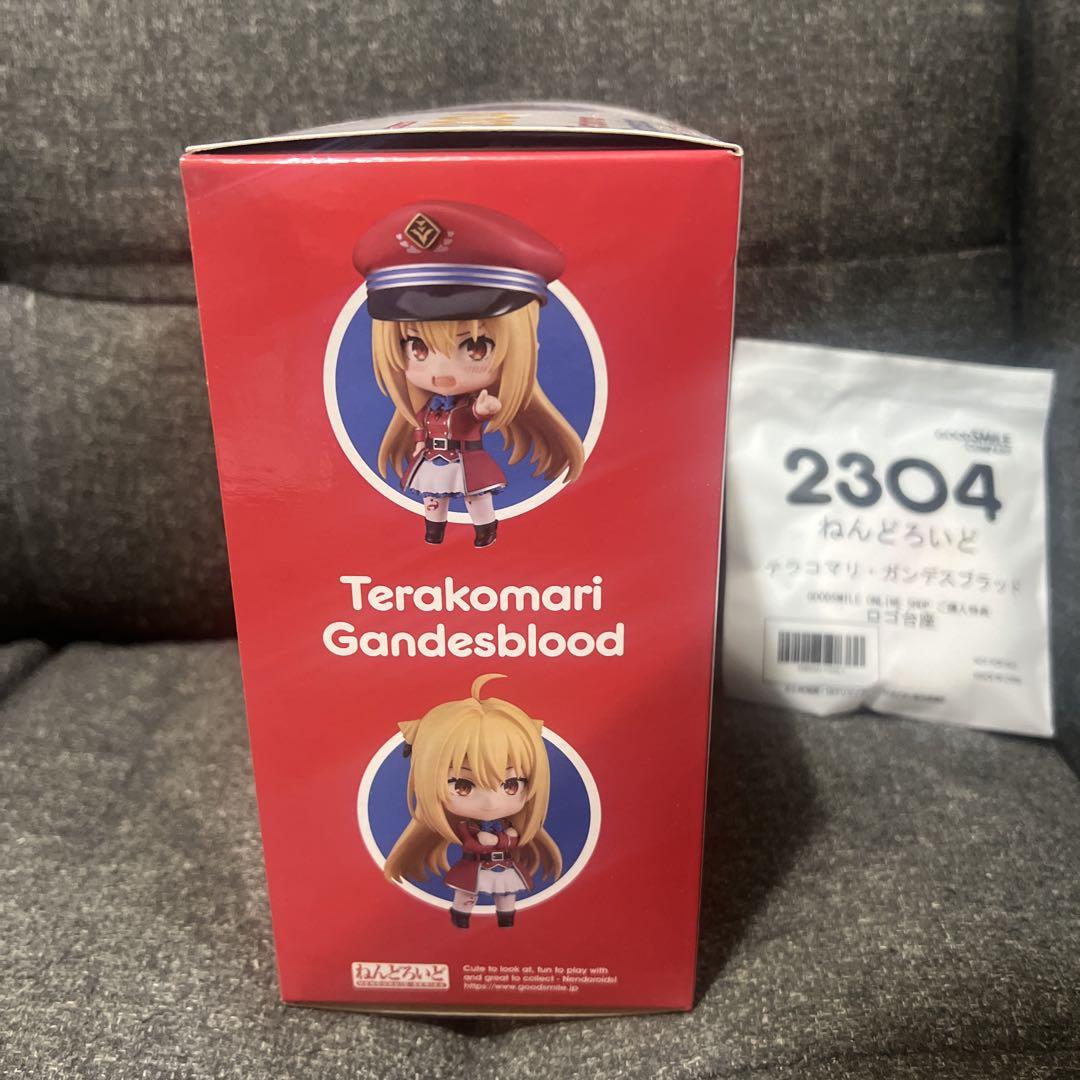 Terakomari
Gandesblood
ねんどろいど
NENDOROID SERIES
Cute to look at, fun to play with
and great to collect - Nendoroids!
https://www.goodsmile.jp
GOOD SMILE
COMPANY
2304
ねんどろいど
テラコマリ・ガンデスブラッド
GOODSMILE ONLINE SHOP ご購入特典
ロゴ台座